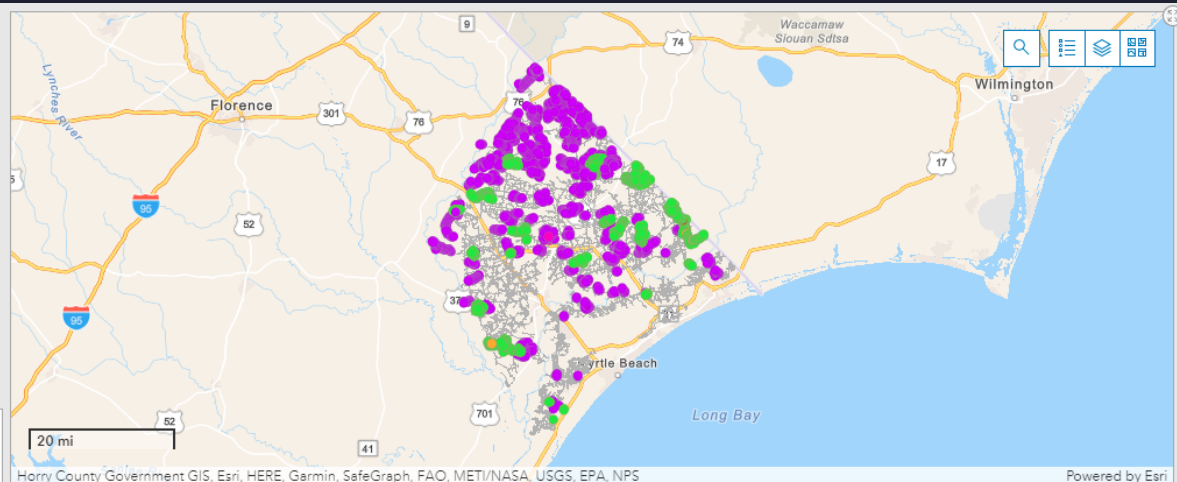 9
Waccamaw
Siouan Sdtsa
74
Wilmington
Lynches River
Florence
301
76
76
17
95
52
37
95
31
Myrtle Beach
701
Long Bay
52
20 mi
41
Horry County Government GIS, Esri, HERE, Garmin, SafeGraph, FAO, METI/NASA, USGS, EPA, NPS
Powered by Esri